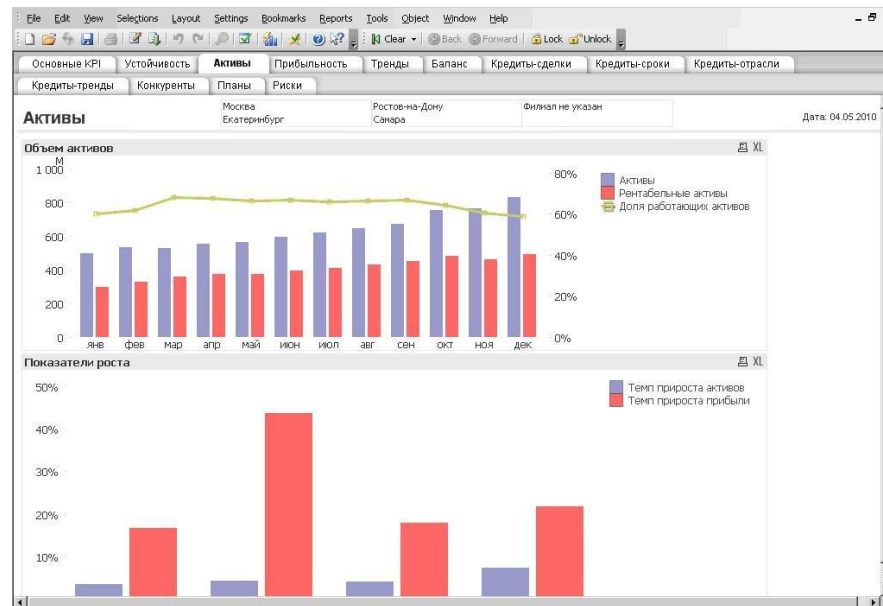 File Edit View Selections Layout Settings Bookmarks Reports Tools Object Window Help
Clear Back Forward Lock Unlock
Основные KPI Устойчивость Активы Прибыльность Тренды Баланс Кредиты-сделки Кредиты-сроки Кредиты-отрасли
Кредиты-тренды Конкуренты Планы Риски
Активы
Москва Ростов-на-Дону Филиал не указан
Екатеринбург Самара
Дата: 04.05.2010
Объем активов XL
М
1 000
800
600
400
200
0
80%
60%
40%
20%
0%
Активы
Рентабельные активы
Доля работающих активов
янв фев мар апр май июн июл авг сен окт ноя дек
Показатели роста XL
50%
40%
30%
20%
10%
Темп прироста активов
Темп прироста прибыли